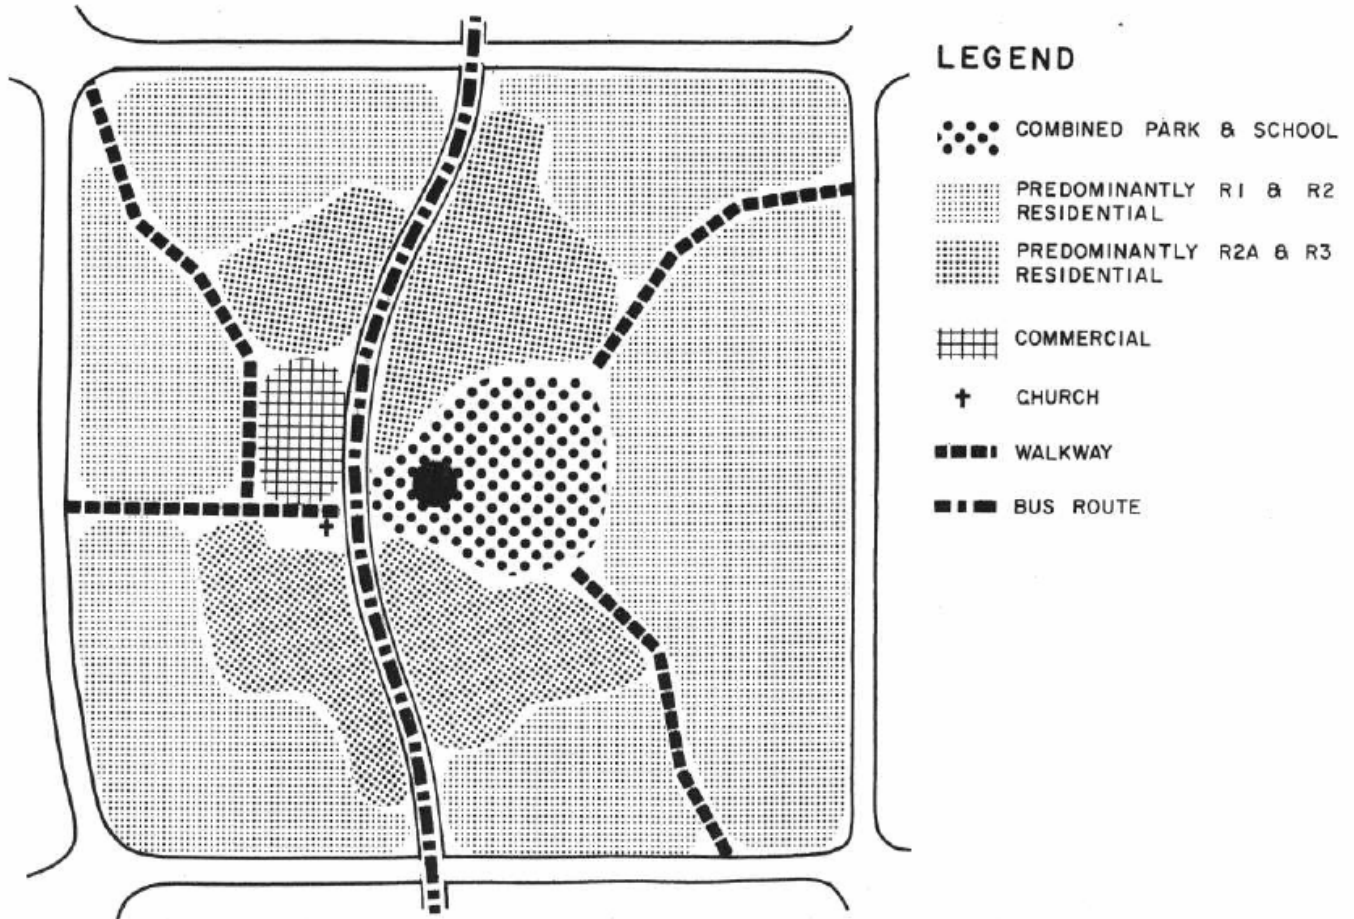 LEGEND
COMBINED PARK & SCHOOL
PREDOMINANTLY R1 & R2
RESIDENTIAL
PREDOMINANTLY R2A & R3
RESIDENTIAL
COMMERCIAL
CHURCH
WALKWAY
BUS ROUTE